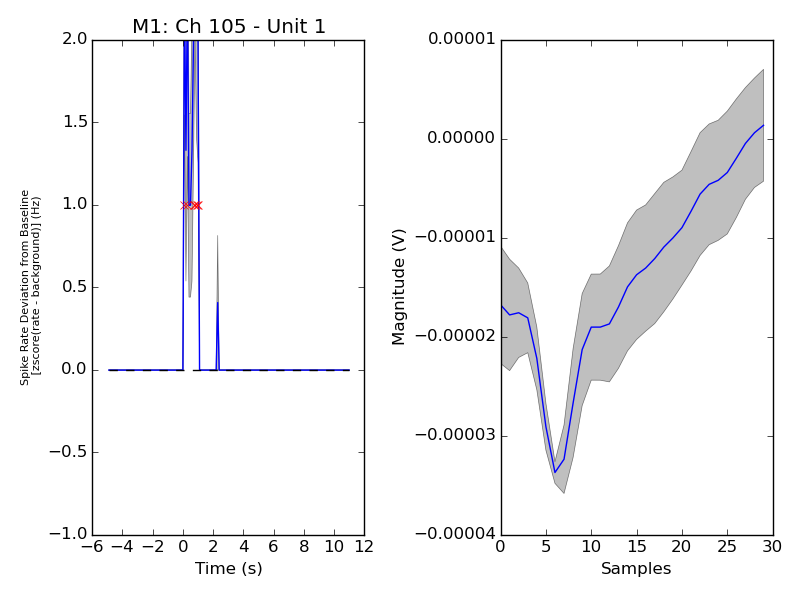 M1: Ch 105 - Unit 1
Spike Rate Deviation from Baseline
[zscore(rate - background)] (Hz)
2.0
1.5
1.0
0.5
0.0
−0.5
−1.0
−6 −4 −2 0 2 4 6 8 10 12
Time (s)
Magnitude (V)
0.00001
0.00000
−0.00001
−0.00002
−0.00003
−0.00004
0 5 10 15 20 25 30
Samples